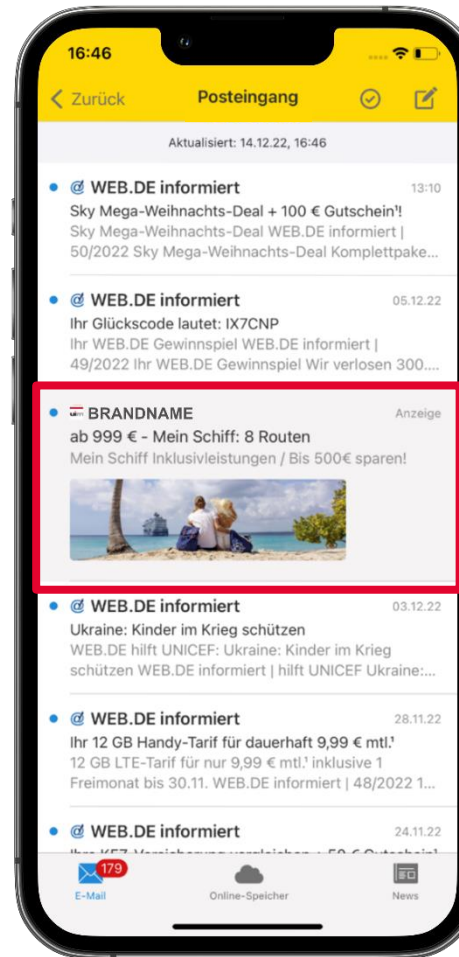 16:46
Zurück
Posteingang
Aktualisiert: 14.12.22, 16:46
WEB.DE informiert 13:10
Sky Mega-Weihnachts-Deal + 100 € Gutschein¹!
Sky Mega-Weihnachts-Deal WEB.DE informiert |
50/2022 Sky Mega-Weihnachts-Deal Komplettpake...
WEB.DE informiert 05.12.22
Ihr Glückscode lautet: IX7CNP
Ihr WEB.DE Gewinnspiel WEB.DE informiert |
49/2022 Ihr WEB.DE Gewinnspiel Wir verlosen 300....
BRANDNAME Anzeige
ab 999 € - Mein Schiff: 8 Routen
Mein Schiff Inklusivleistungen / Bis 500€ sparen!
WEB.DE informiert 03.12.22
Ukraine: Kinder im Krieg schützen
WEB.DE hilft UNICEF: Ukraine: Kinder im Krieg
schützen WEB.DE informiert | hilft UNICEF Ukraine:...
WEB.DE informiert 28.11.22
Ihr 12 GB Handy-Tarif für dauerhaft 9,99 € mtl.¹
12 GB LTE-Tarif für nur 9,99 € mtl.¹ inklusive 1
Freimonat bis 30.11. WEB.DE informiert | 48/2022 1...
WEB.DE informiert 24.11.22
179
E-Mail
Online-Speicher
News